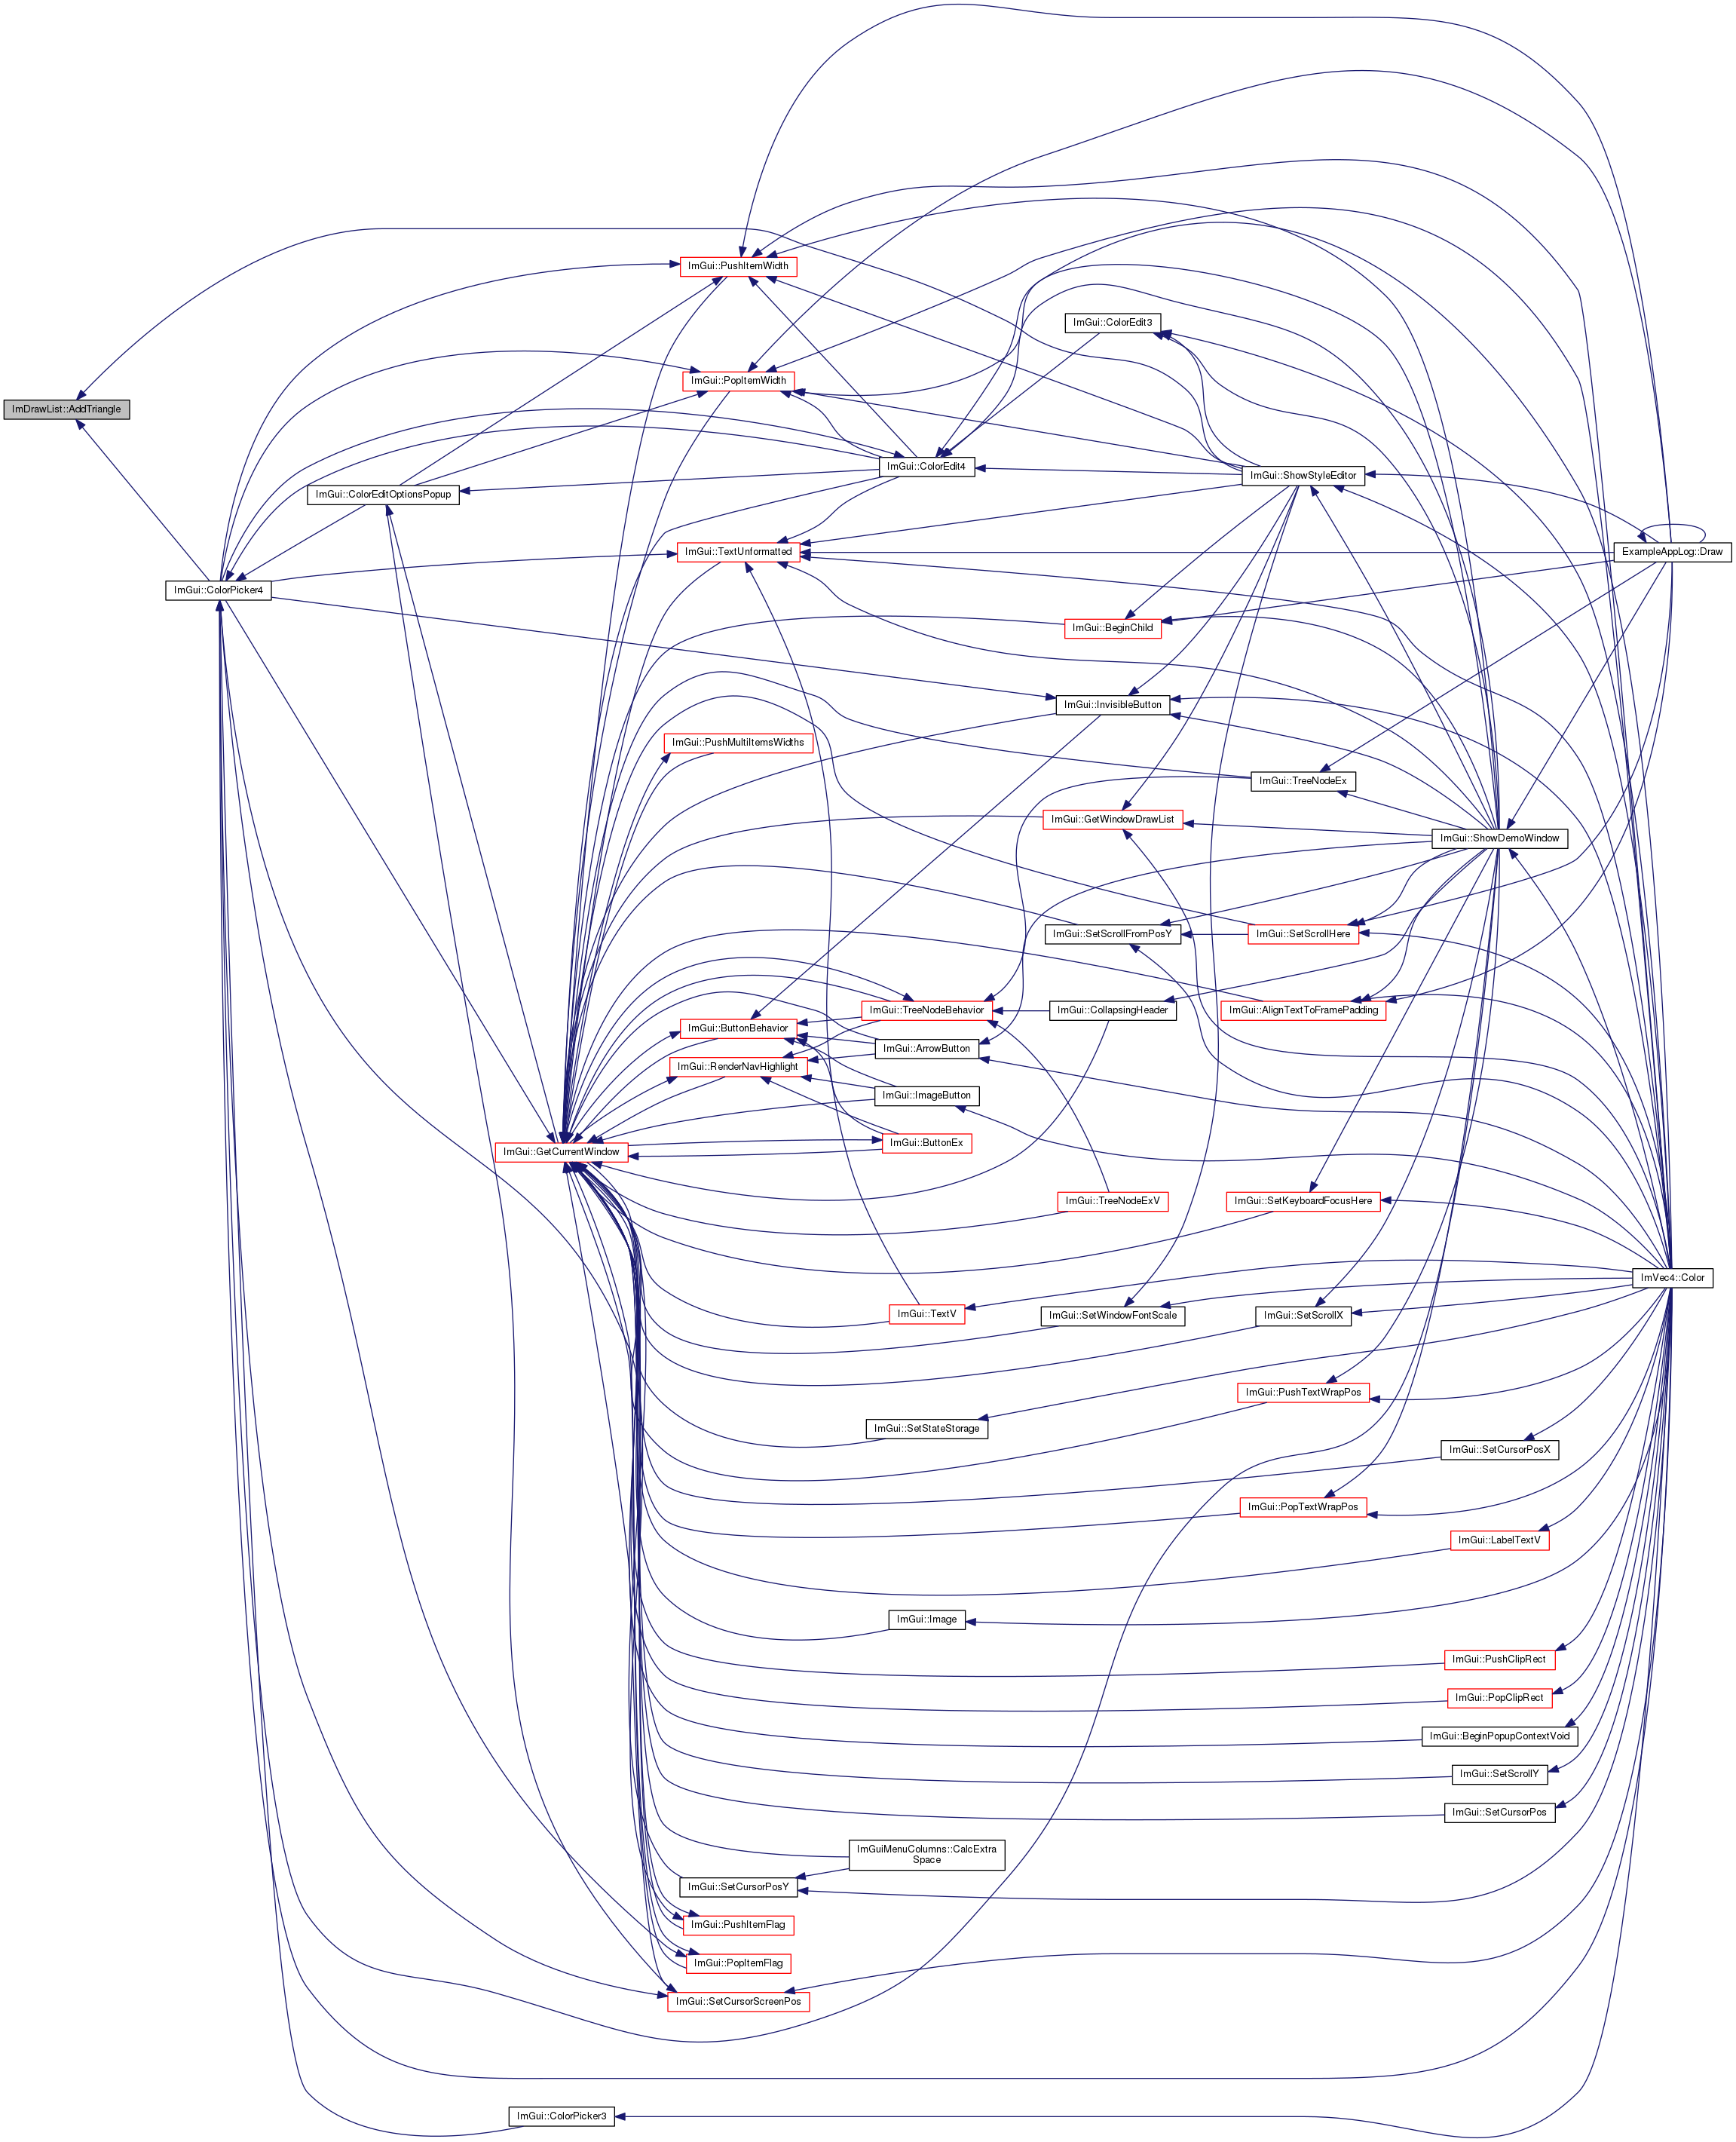 ImGui::PushItemWidth
ImGui::ColorEdit3
ImGui::PopItemWidth
ImDrawList::AddTriangle
ImGui::ColorEdit4
ImGui::ShowStyleEditor
ImGui::ColorEditOptionsPopup
ImGui::TextUnformatted
ExampleAppLog::Draw
ImGui::ColorPicker4
ImGui::BeginChild
ImGui::InvisibleButton
ImGui::PushMultiItemsWidths
ImGui::TreeNodeEx
ImGui::GetWindowDrawList
ImGui::ShowDemoWindow
ImGui::SetScrollFromPosY
ImGui::SetScrollHere
ImGui::TreeNodeBehavior
ImGui::CollapsingHeader
ImGui::AlignTextToFramePadding
ImGui::ButtonBehavior
ImGui::ArrowButton
ImGui::RenderNavHighlight
ImGui::ImageButton
ImGui::ButtonEx
ImGui::GetCurrentWindow
ImGui::TreeNodeExV
ImGui::SetKeyboardFocusHere
ImVec4::Color
ImGui::TextV
ImGui::SetWindowFontScale
ImGui::SetScrollX
ImGui::PushTextWrapPos
ImGui::SetStateStorage
ImGui::SetCursorPosX
ImGui::PopTextWrapPos
ImGui::LabelTextV
ImGui::Image
ImGui::PushClipRect
ImGui::PopClipRect
ImGui::BeginPopupContextVoid
ImGui::SetScrollY
ImGui::SetCursorPos
ImGuiMenuColumns::CalcExtra
Space
ImGui::SetCursorPosY
ImGui::PushItemFlag
ImGui::PopItemFlag
ImGui::SetCursorScreenPos
ImGui::ColorPicker3